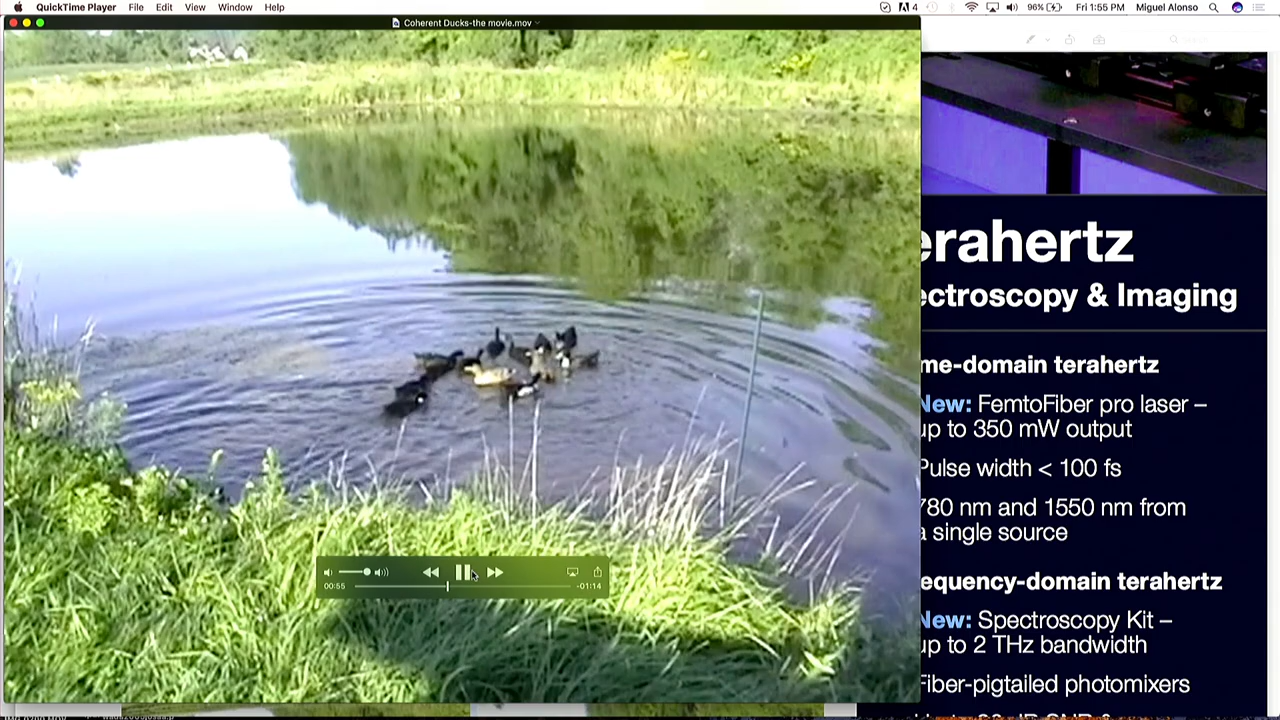 QuickTime Player File Edit View Window Help
4 96% Fri 1:55 PM Miguel Alonso
Coherent Ducks-the movie.mov
erahertz
ectroscopy & Imaging
me-domain terahertz
New: FemtoFiber pro laser –
up to 350 mW output
Pulse width < 100 fs
780 nm and 1550 nm from
a single source
equency-domain terahertz
New: Spectroscopy Kit –
up to 2 THz bandwidth
Fiber-pigtailed photomixers
00:55
-01:14